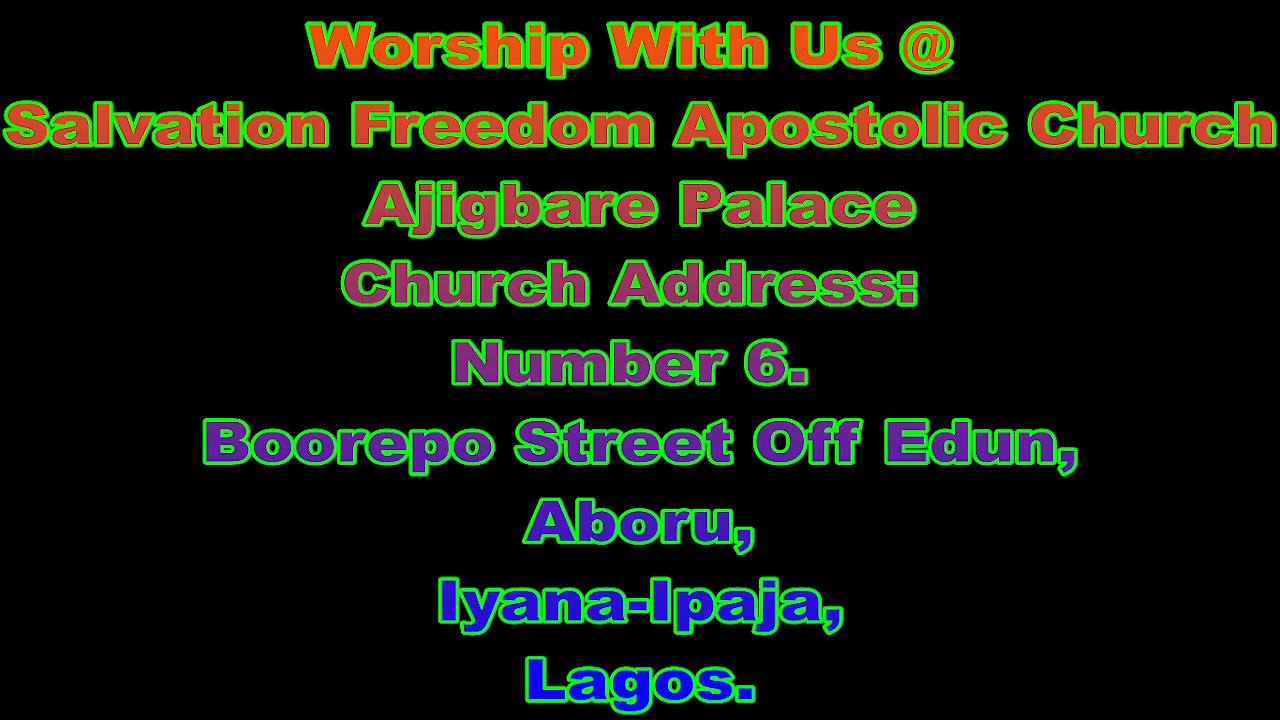 Worship With Us @
Salvation Freedom Apostolic Church
Ajigbare Palace
Church Address:
Number 6.
Boorepo Street Off Edun,
Aboru,
Iyana-Ipaja,
Lagos.